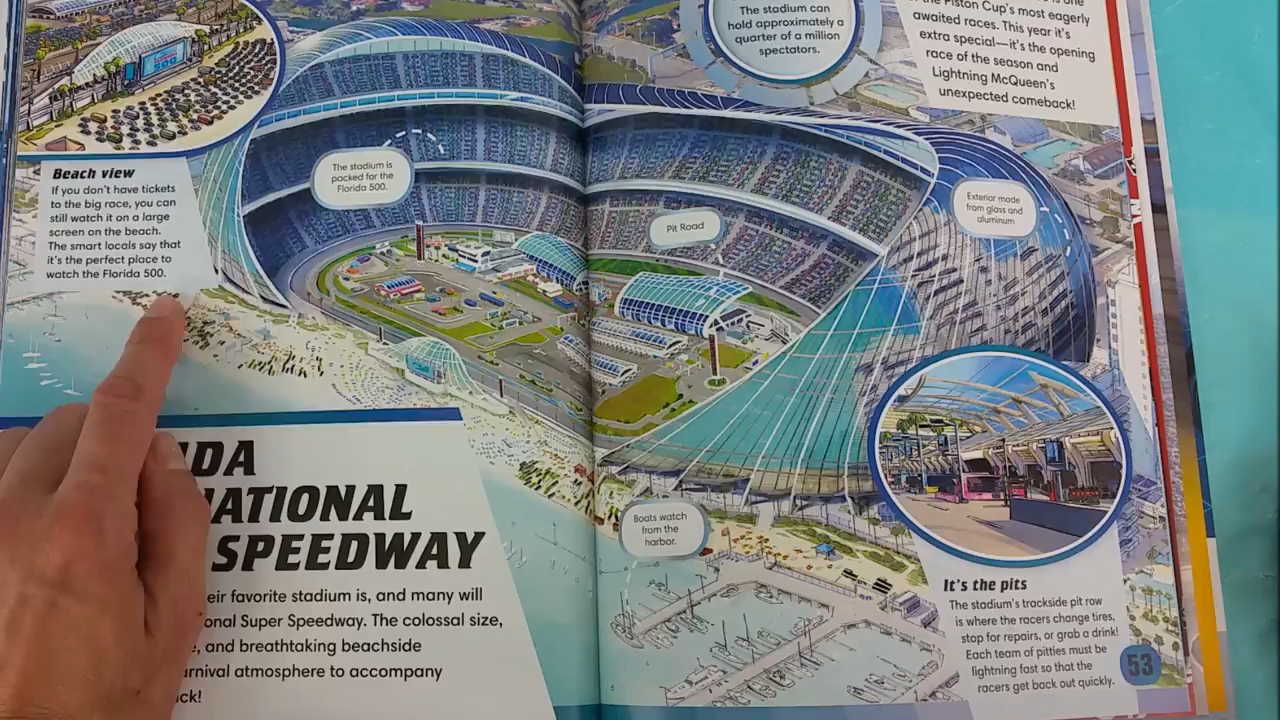 The stadium can
hold approximately a
quarter of a million
spectators.
the Piston Cup's most eagerly
awaited races. This year it's
extra special—it's the opening
race of the season and
Lightning McQueen's
unexpected comeback!
Beach view
If you don't have tickets
to the big race, you can
still watch it on a large
screen on the beach.
The smart locals say that
it's the perfect place to
watch the Florida 500.
The stadium is
packed for the
Florida 500.
Pit Road
Exterior made
from glass and
aluminum
IDA
NATIONAL
SPEEDWAY
eir favorite stadium is, and many will
onal Super Speedway. The colossal size,
, and breathtaking beachside
arnival atmosphere to accompany
ck!
Boats watch
from the
harbor.
It's the pits
The stadium's trackside pit row
is where the racers change tires,
stop for repairs, or grab a drink!
Each team of pitties must be
lightning fast so that the
racers get back out quickly.
53